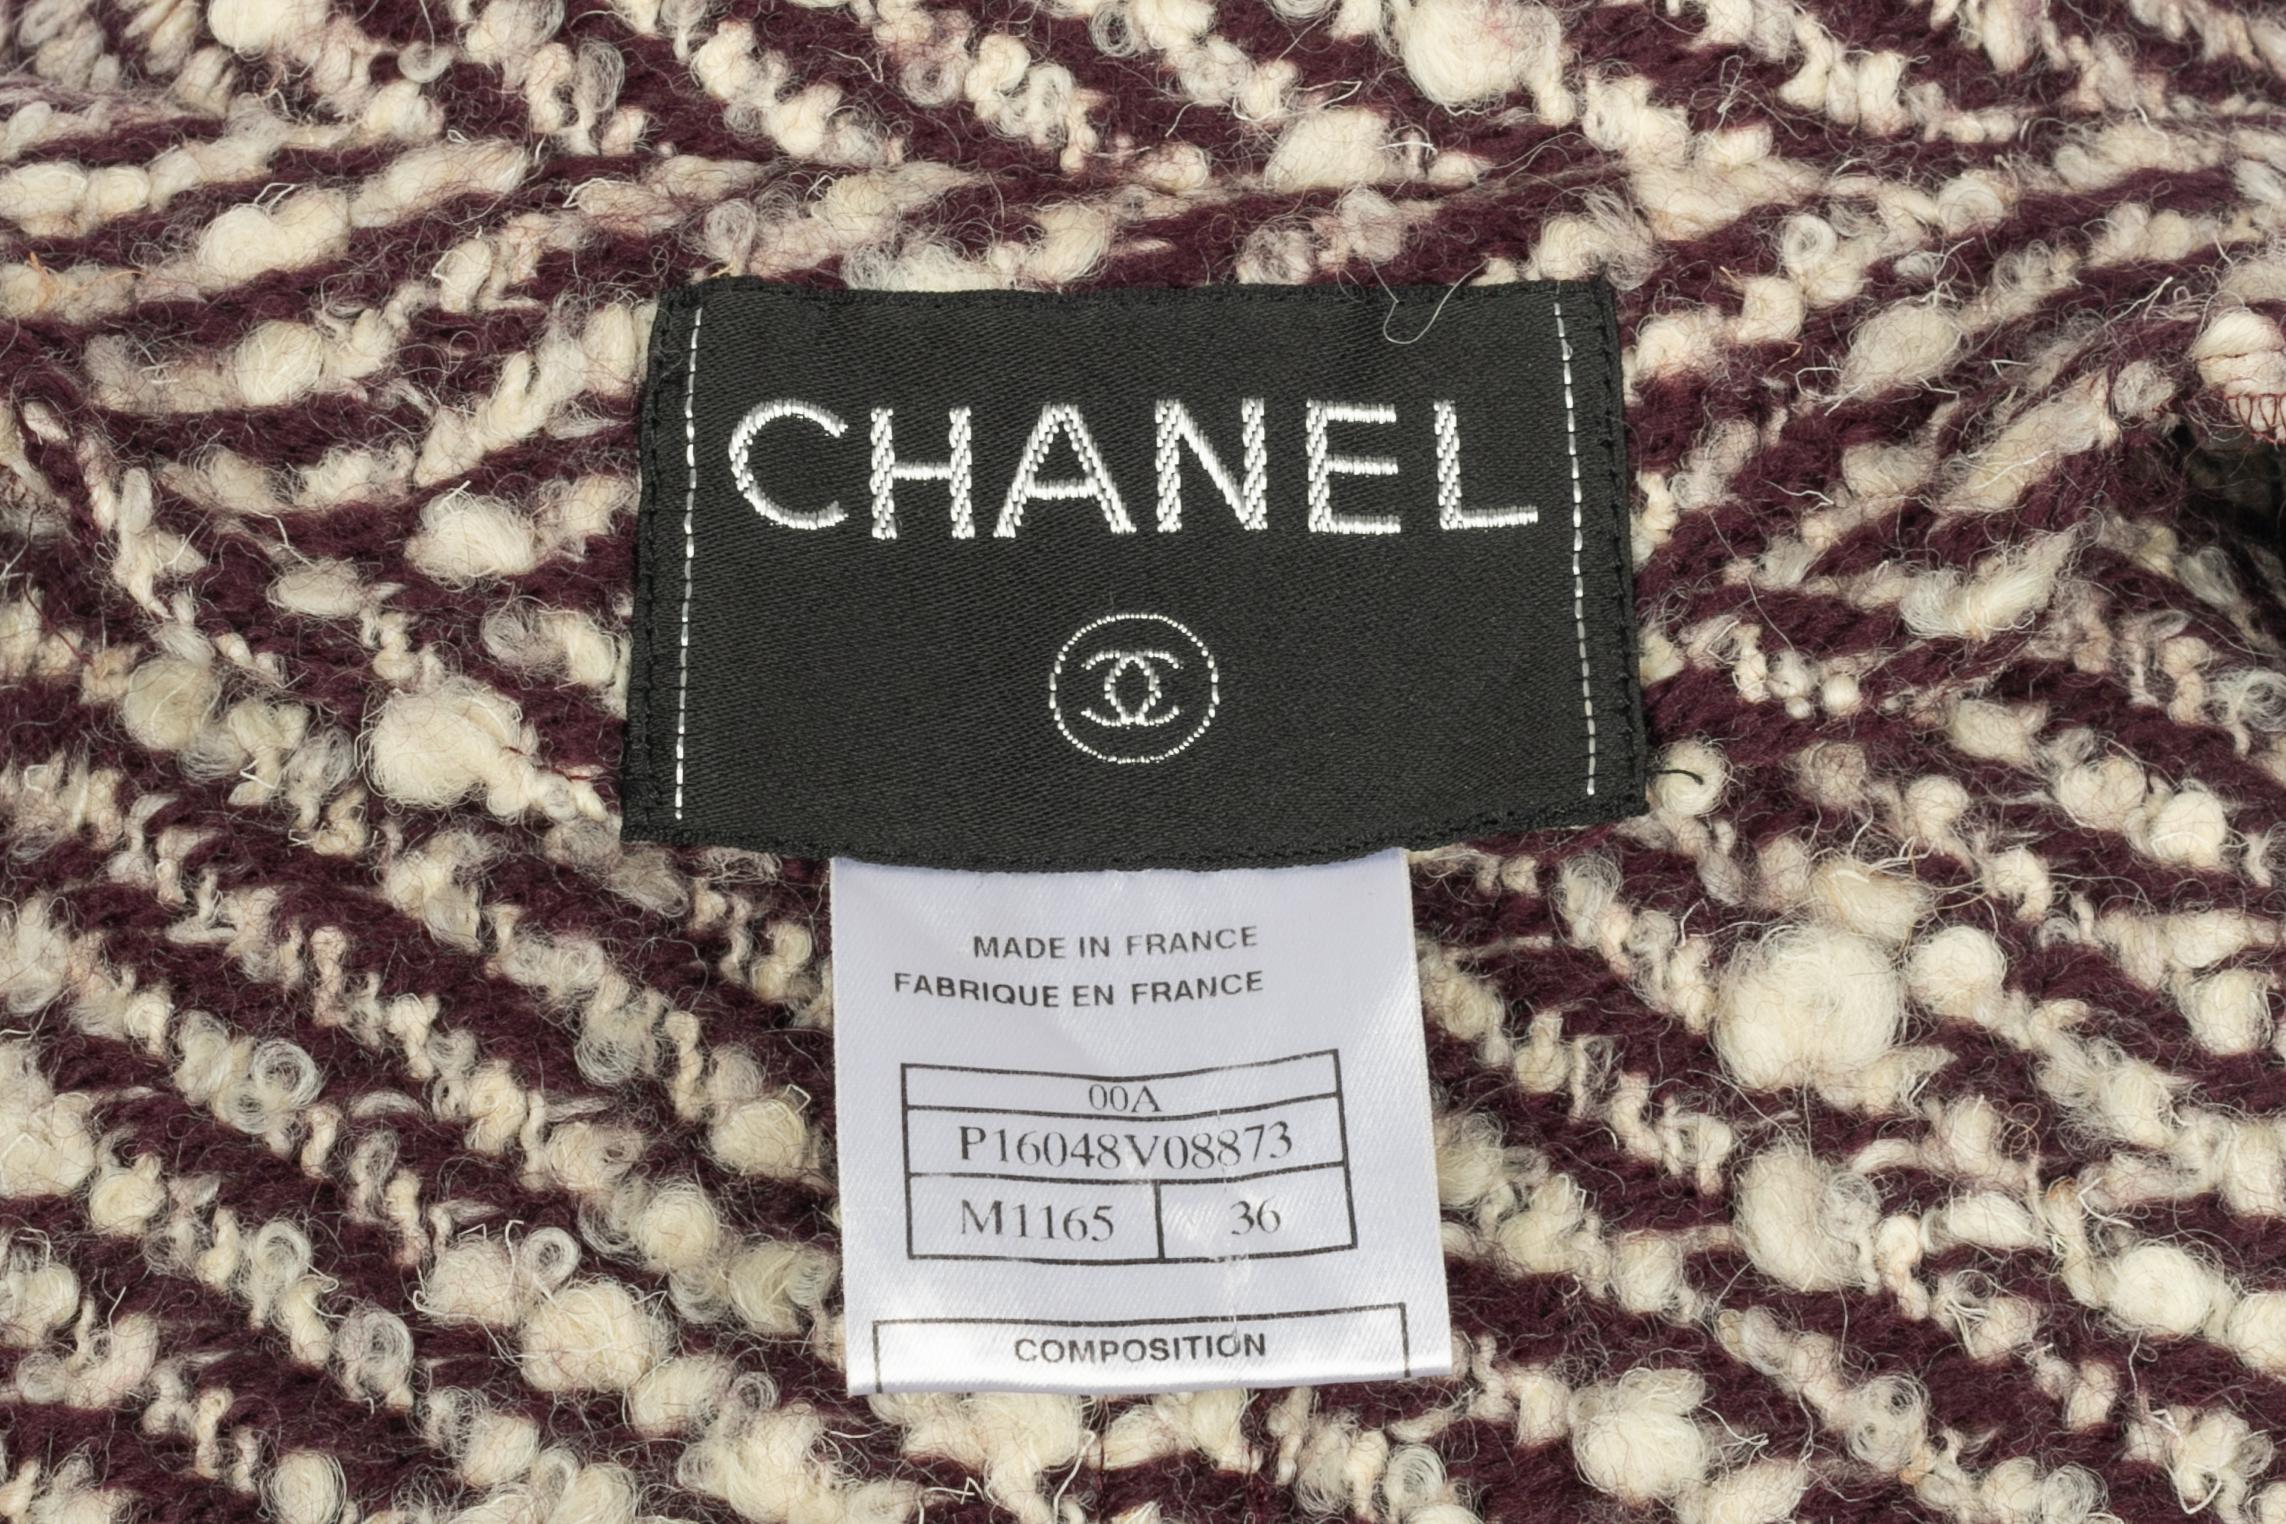 CHANEL
MADE IN FRANCE
FABRIQUE EN FRANCE
00A
P16048V08873
M1165 36
COMPOSITION